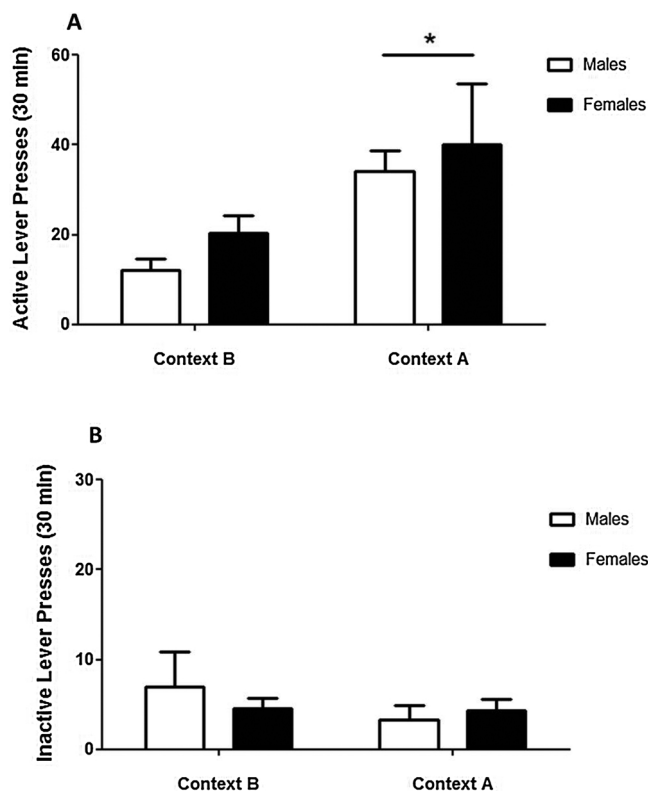 A
Active Lever Presses (30 min)
60
40
20
0
*
Males
Females
Context B
Context A
B
Inactive Lever Presses (30 min)
30
20
10
0
Males
Females
Context B
Context A